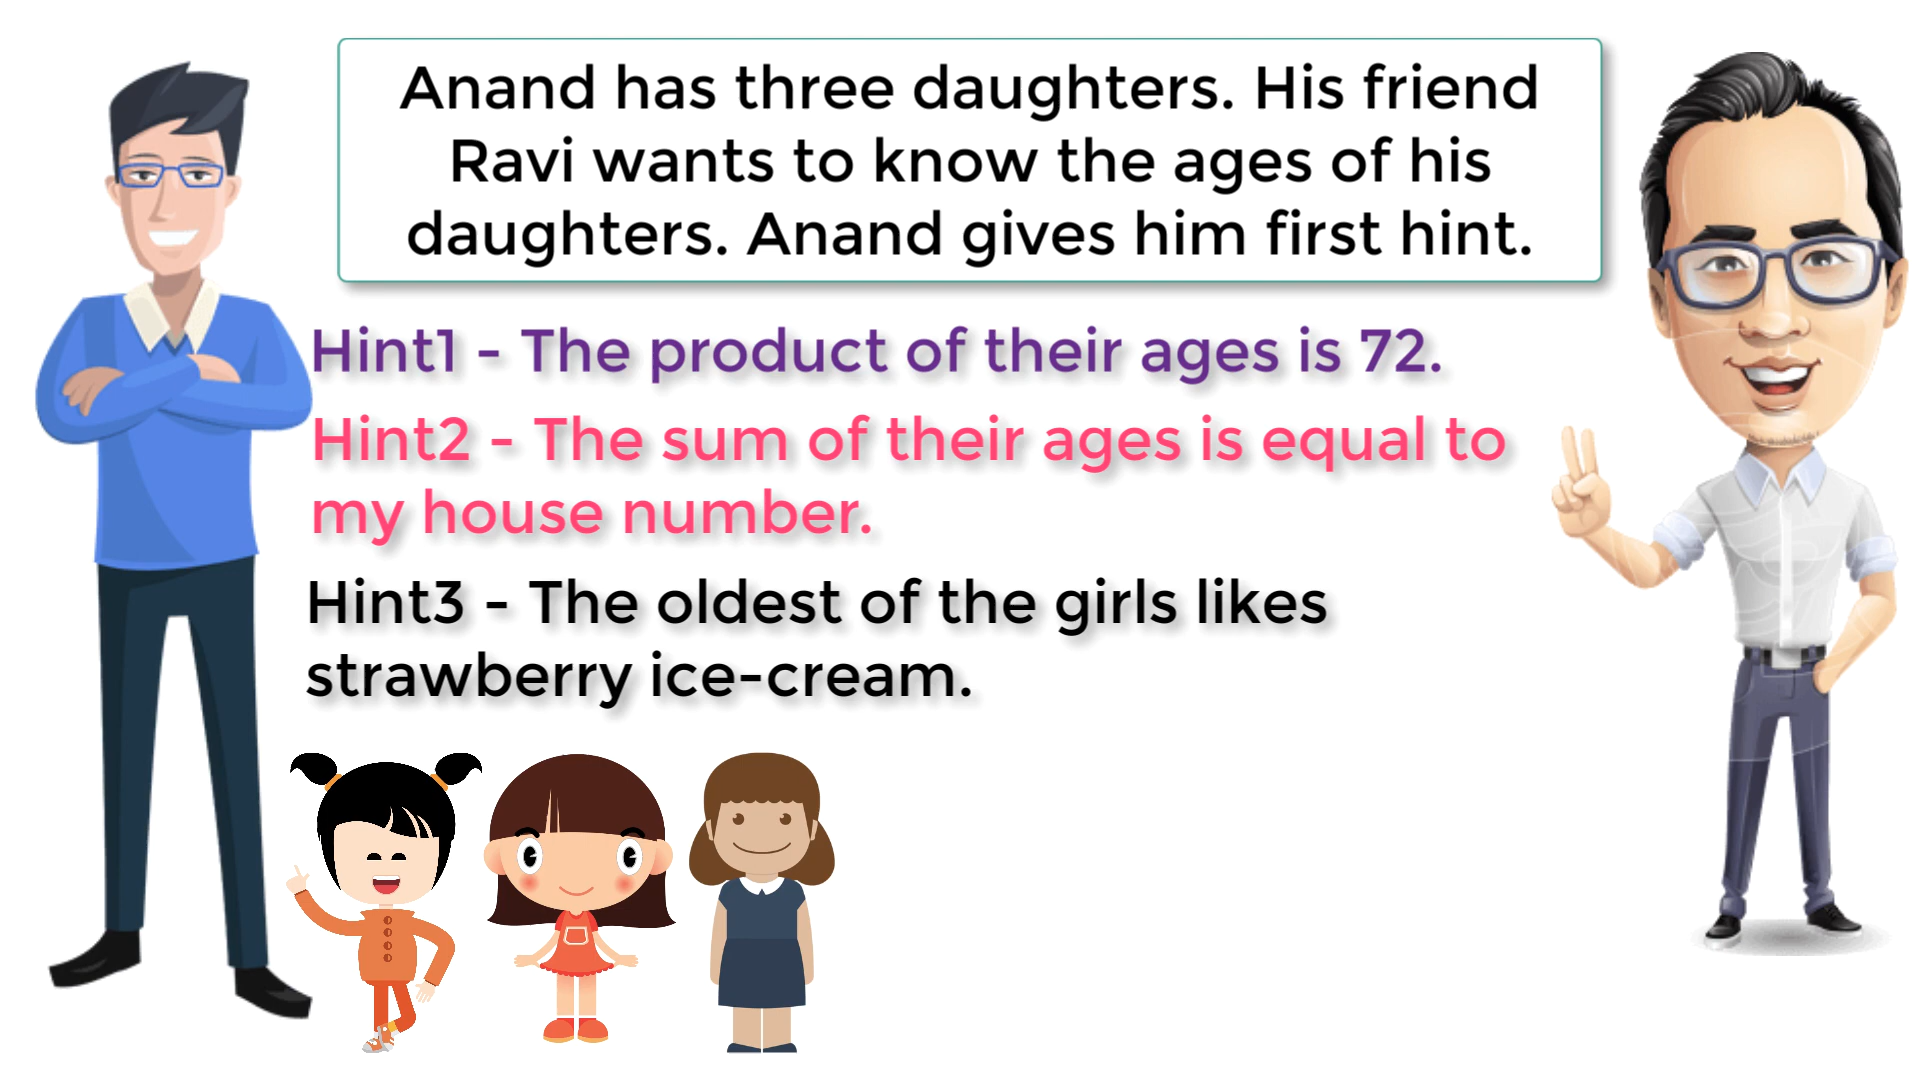 Anand has three daughters. His friend
Ravi wants to know the ages of his
daughters. Anand gives him first hint.
Hint1 - The product of their ages is 72.
Hint2 - The sum of their ages is equal to
my house number.
Hint3 - The oldest of the girls likes
strawberry ice-cream.